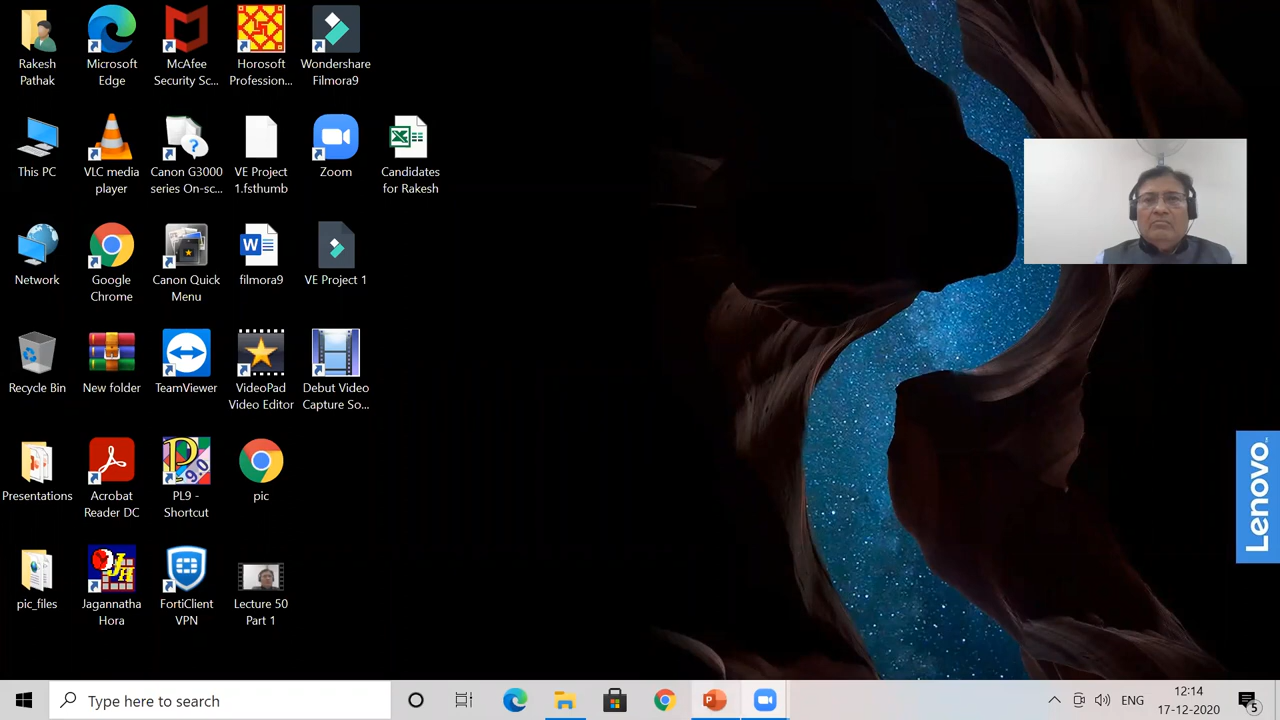 Rakesh
Pathak
Microsoft
Edge
McAfee
Security Sc...
Horosoft
Profession...
Wondershare
Filmora9
This PC
VLC media
player
Canon G3000
series On-sc...
VE Project
1.fsthumb
Zoom
Candidates
for Rakesh
Network
Google
Chrome
Canon Quick
Menu
filmora9
VE Project 1
Recycle Bin
New folder
TeamViewer
VideoPad
Video Editor
Debut Video
Capture So...
Presentations
Acrobat
Reader DC
PL9 -
Shortcut
pic
pic_files
Jagannatha
Hora
FortiClient
VPN
Lecture 50
Part 1
Lenovo
Type here to search
ENG
12:14
17-12-2020
5